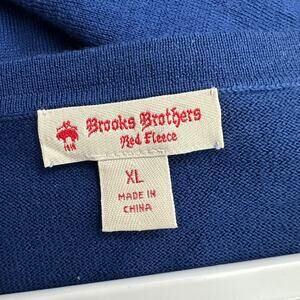 Brooks Brothers
Red Fleece
XL
MADE IN
CHINA